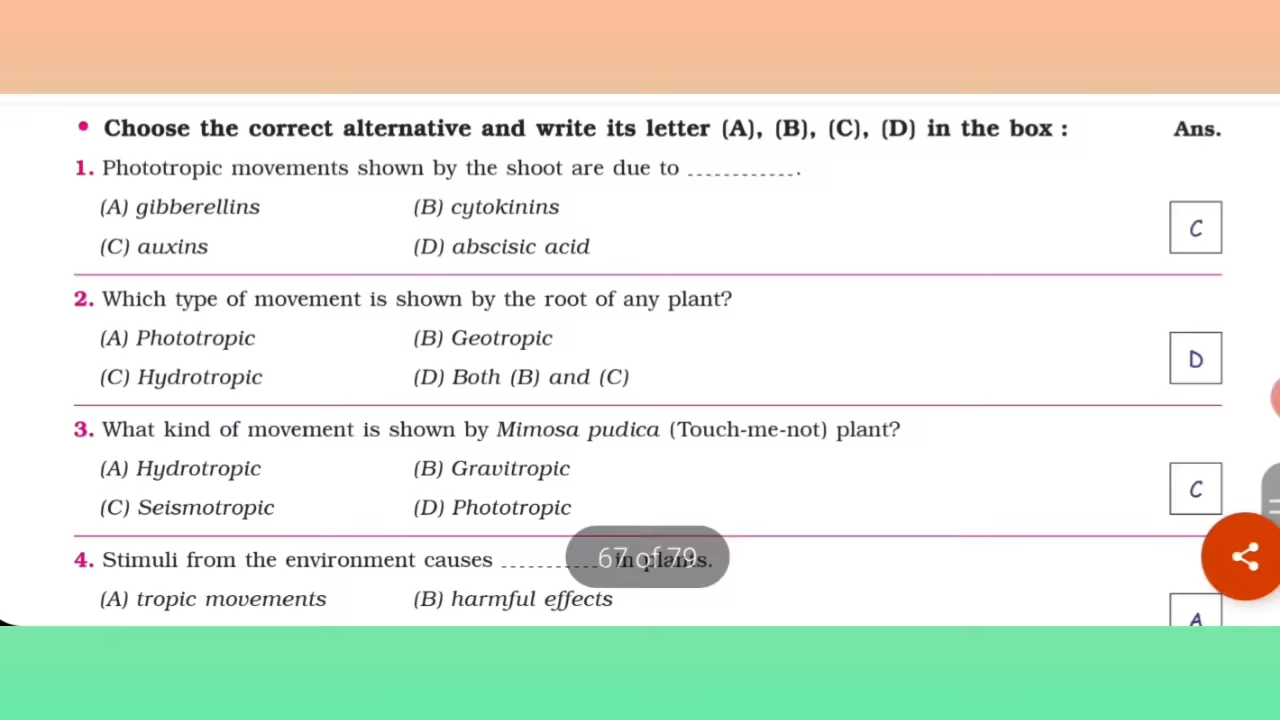 • Choose the correct alternative and write its letter (A), (B), (C), (D) in the box : Ans.
1. Phototropic movements shown by the shoot are due to ------------.
(A) gibberellins (B) cytokinins
C
(C) auxins (D) abscisic acid
2. Which type of movement is shown by the root of any plant?
(A) Phototropic (B) Geotropic
D
(C) Hydrotropic (D) Both (B) and (C)
3. What kind of movement is shown by Mimosa pudica (Touch-me-not) plant?
(A) Hydrotropic (B) Gravitropic
C
(C) Seismotropic (D) Phototropic
4. Stimuli from the environment causes ------------ in plants.
67 of 79
(A) tropic movements (B) harmful effects
A